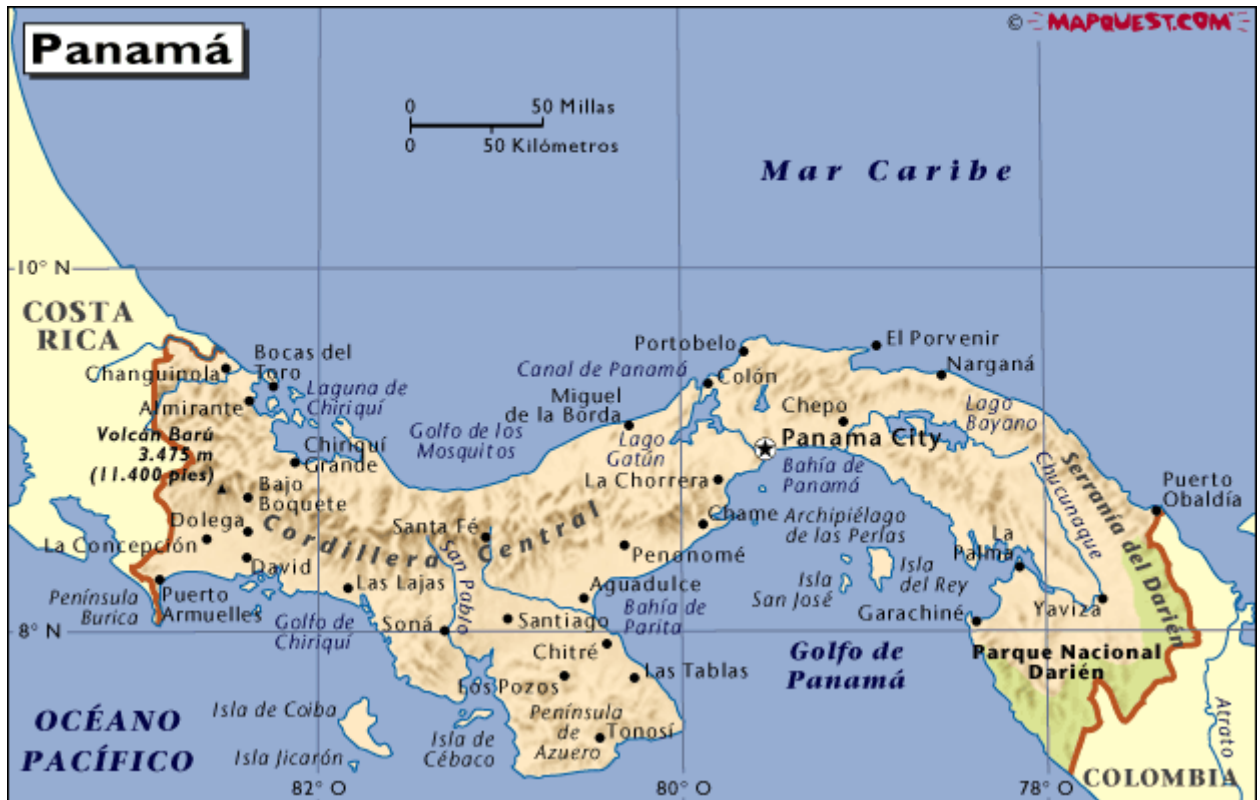 Panamá
© MAPQUEST.COM
0 50 Millas
0 50 Kilómetros
Mar Caribe
10° N
COSTA
RICA
Portobelo
El Porvenir
Bocas del
Toro
Changuinola
Canal de Panamá
Colón
Narganá
Laguna de
Chiriquí
Almirante
Miguel
de la Borda
Chepo
Lago
Bayano
Volcán Barú
3.475 m
(11.400 pies)
Golfo de los
Mosquitos
Lago
Gatún
Panama City
Chiriquí
Grande
Bahía de
Panamá
Chucunaque
Serranía del Darién
Puerto
Obaldía
Bajo
Boquete
La Chorrera
Dolega
Cordillera Central
Santa Fé
Chame
Archipiélago
de las Perlas
La
Palma
La Concepción
David
San Pablo
Penonomé
Las Lajas
Aguadulce
Isla
San José
Isla
del Rey
Península
Burica
Puerto
Armuelles
Bahía de
Parita
Garachiné
Yaviza
8° N
Golfo de
Chiriquí
Soná
Santiago
Chitré
Golfo de
Panamá
Parque Nacional
Darién
Las Tablas
Los Pozos
Isla de Coiba
Península
de
Azuero
Tonosí
OCÉANO
PACÍFICO
Isla Jicarón
Isla de
Cébaco
Atrato
COLOMBIA
82° O
80° O
78° O